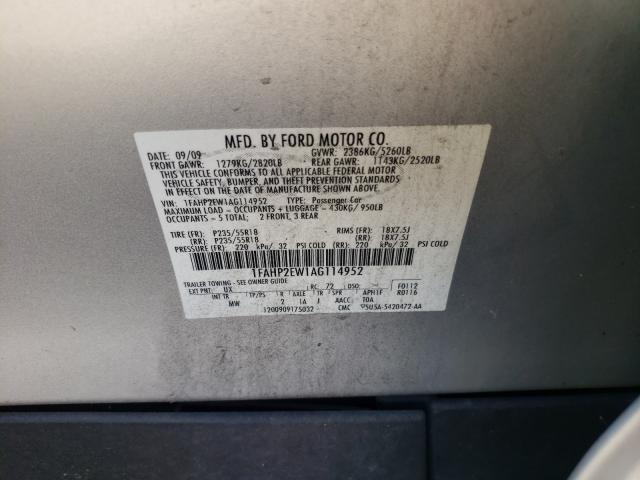 MFD. BY FORD MOTOR CO.
DATE: 09/09 GVWR: 2386KG/5260LB
FRONT GAWR: 1279KG/2820LB REAR GAWR: 1143KG/2520LB
THIS VEHICLE CONFORMS TO ALL APPLICABLE FEDERAL MOTOR
VEHICLE SAFETY, BUMPER, AND THEFT PREVENTION STANDARDS
IN EFFECT ON THE DATE OF MANUFACTURE SHOWN ABOVE.
VIN: 1FAHP2EW1AG114952 TYPE: Passenger Car
MAXIMUM LOAD - OCCUPANTS + LUGGAGE - 430KG/ 950LB
OCCUPANTS - 5 TOTAL; 2 FRONT, 3 REAR
TIRE (FR): P235/55R18 RIMS (FR): 18X7.5J
(RR): P235/55R18 (RR): 18X7.5J
PRESSURE (FR): 220 kPa/ 32 PSI COLD (RR): 220 kPa/ 32 PSI COLD
1FAHP2EW1AG114952
TRAILER TOWING - SEE OWNER GUIDE
EXT PNT: UX RC: 72 DSO: F0112
INT TR TP/PS R AXLE TR SPR APH1F R0116
MW 2 1A J AACC TOA
1200909175032 CMC 5U5A-5420472-AA